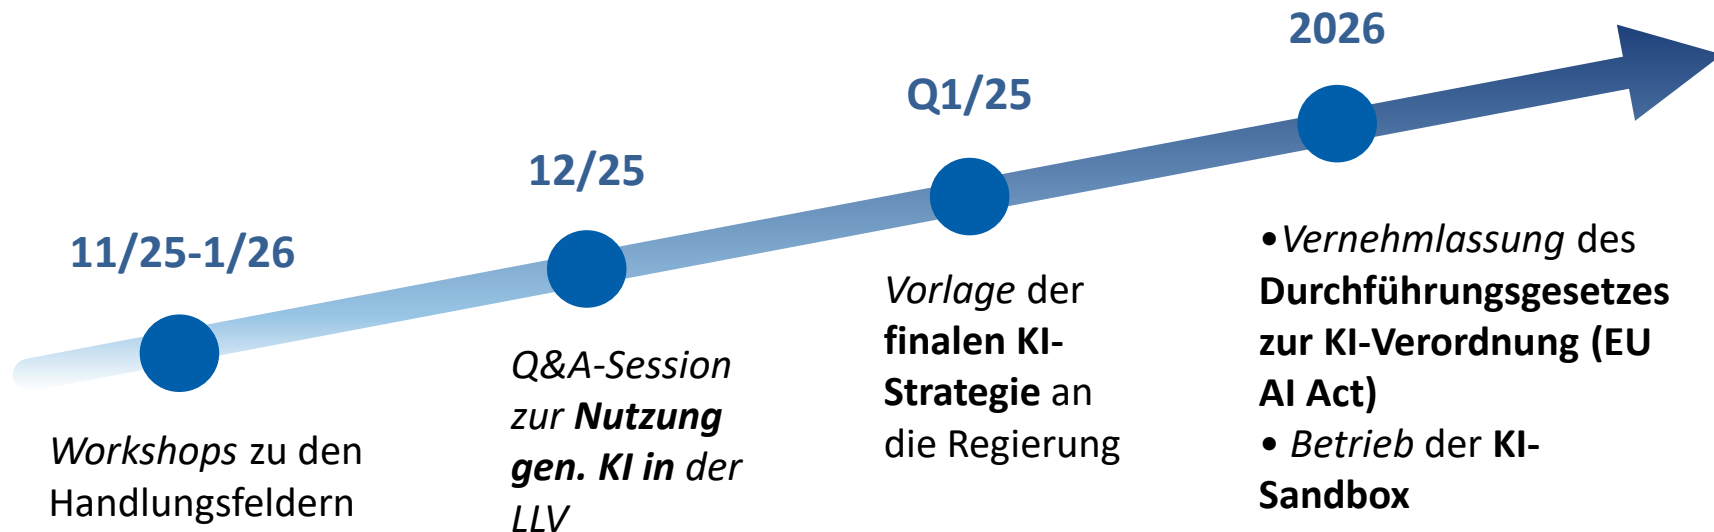 11/25-1/26
Workshops zu den
Handlungsfeldern
12/25
Q&A-Session
zur Nutzung
gen. KI in der
LLV
Q1/25
Vorlage der
finalen KI-
Strategie an
die Regierung
2026
•Vernehmlassung des
Durchführungsgesetzes
zur KI-Verordnung (EU
AI Act)
• Betrieb der KI-
Sandbox